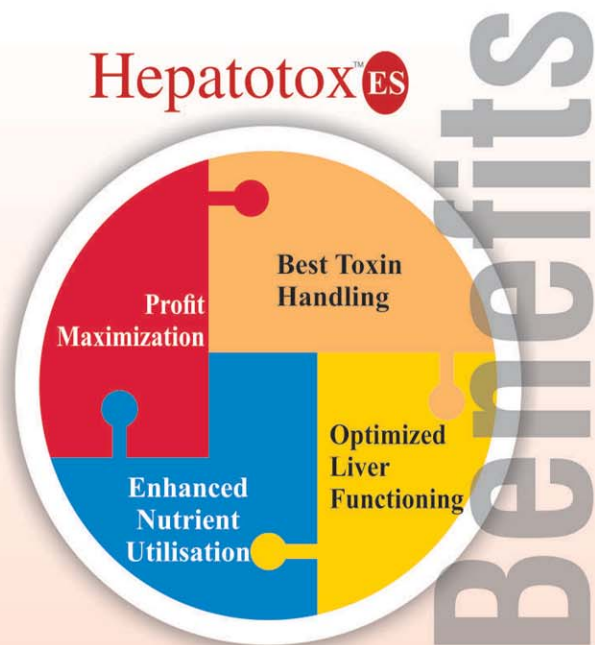 Hepatotox™ ES
Benefits
Best Toxin
Handling
Profit
Maximization
Optimized
Liver
Functioning
Enhanced
Nutrient
Utilisation